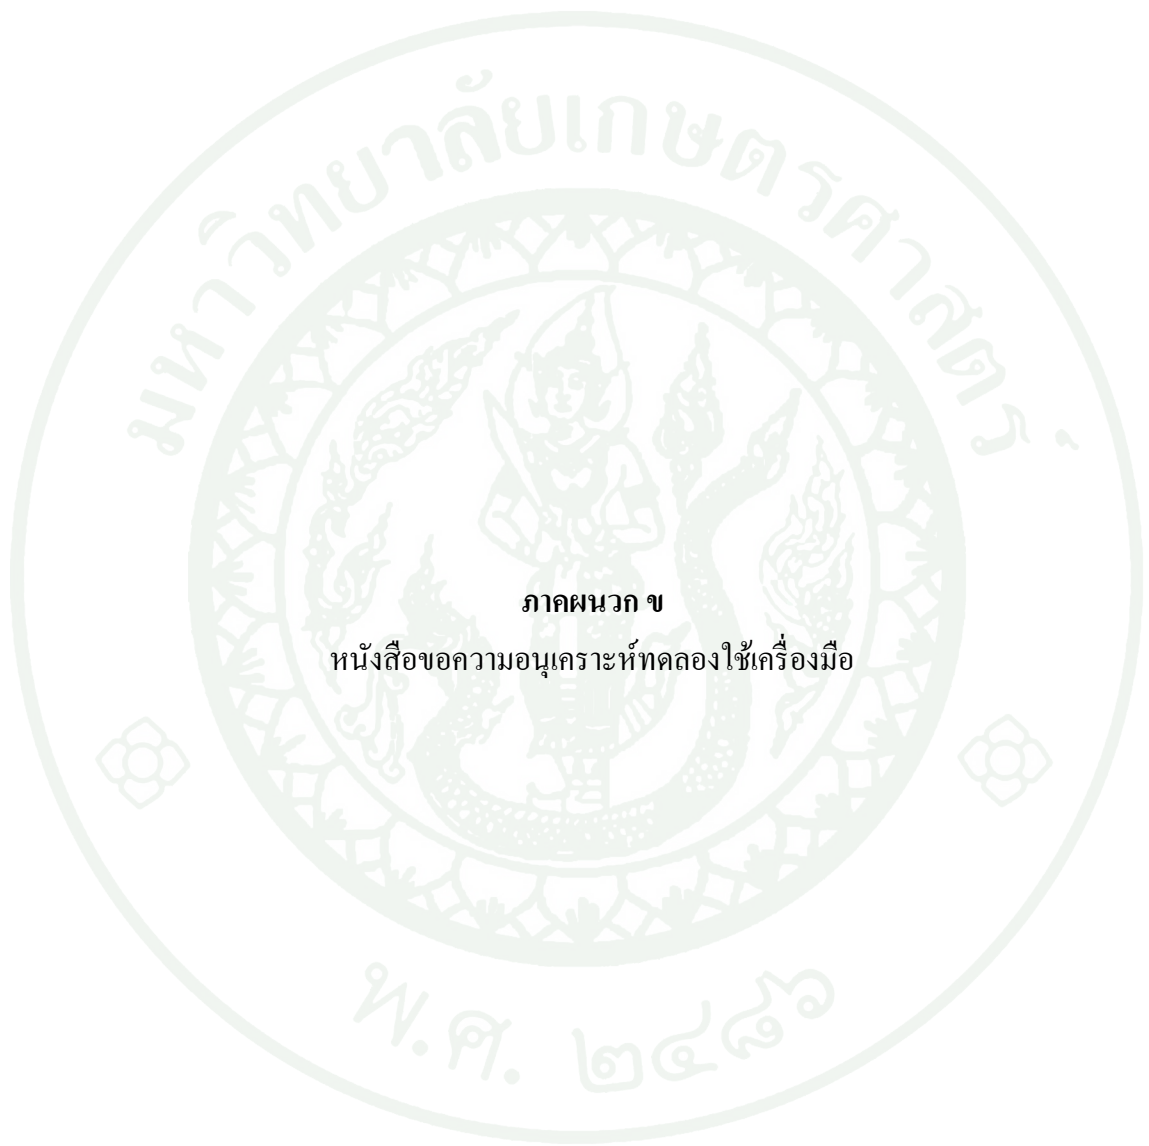 มหาวิทยาลัยเกษตรศาสตร์
ภาคผนวก ข
หนังสือขอความอนุเคราะห์ทดลองใช้เครื่องมือ
พ.ศ. ๒๔๘๖